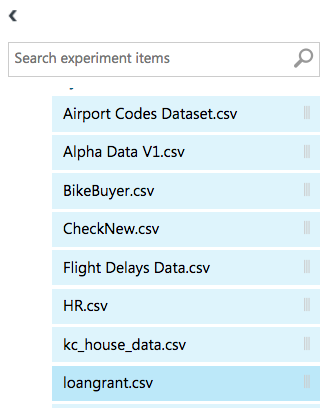 Search experiment items
Airport Codes Dataset.csv
Alpha Data V1.csv
BikeBuyer.csv
CheckNew.csv
Flight Delays Data.csv
HR.csv
kc_house_data.csv
loangrant.csv